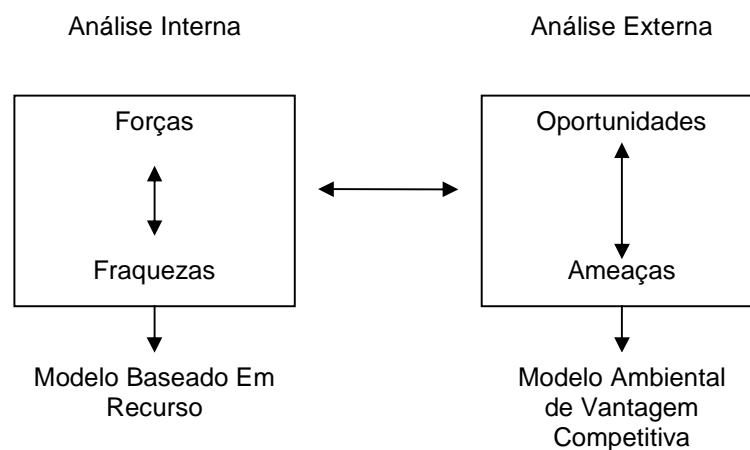 Análise Interna
Análise Externa
Forças
Fraquezas
Oportunidades
Ameaças
Modelo Baseado Em
Recurso
Modelo Ambiental
de Vantagem
Competitiva